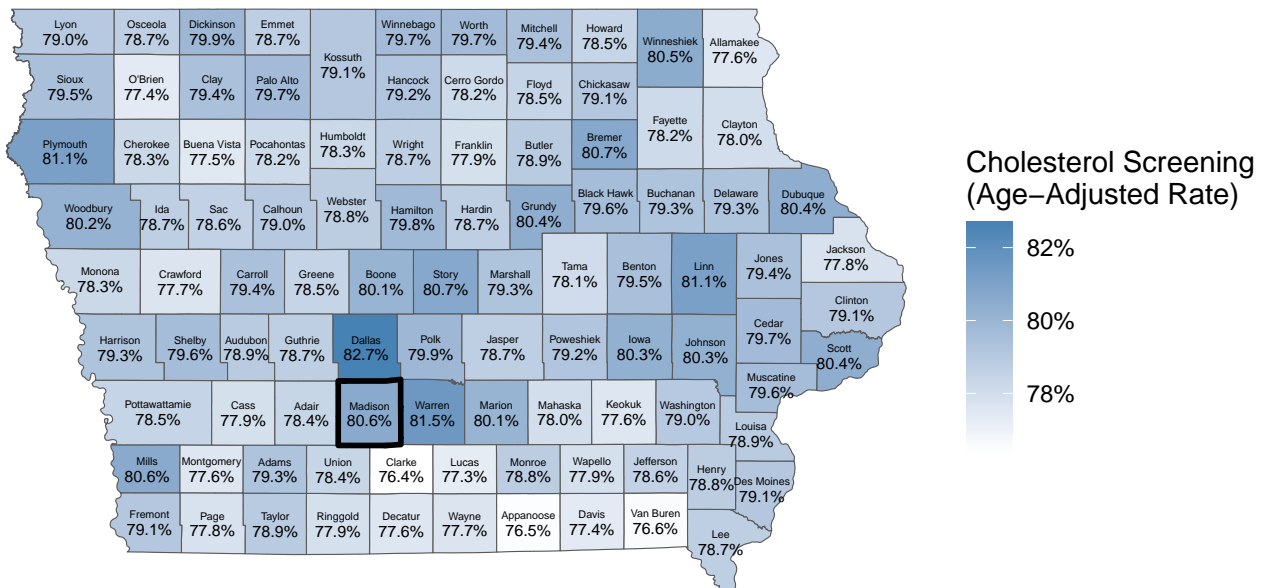 Lyon
79.0%
Osceola
78.7%
Dickinson
79.9%
Emmet
78.7%
Kossuth
79.1%
Winnebago
79.7%
Worth
79.7%
Mitchell
79.4%
Howard
78.5%
Winneshiek
80.5%
Allamakee
77.6%
Sioux
79.5%
O'Brien
77.4%
Clay
79.4%
Palo Alto
79.7%
Hancock
79.2%
Cerro Gordo
78.2%
Floyd
78.5%
Chickasaw
79.1%
Fayette
78.2%
Clayton
78.0%
Plymouth
81.1%
Cherokee
78.3%
Buena Vista
77.5%
Pocahontas
78.2%
Humboldt
78.3%
Wright
78.7%
Franklin
77.9%
Butler
78.9%
Bremer
80.7%
Woodbury
80.2%
Ida
78.7%
Sac
78.6%
Calhoun
79.0%
Webster
78.8%
Hamilton
79.8%
Hardin
78.7%
Grundy
80.4%
Black Hawk
79.6%
Buchanan
79.3%
Delaware
79.3%
Dubuque
80.4%
Monona
78.3%
Crawford
77.7%
Carroll
79.4%
Greene
78.5%
Boone
80.1%
Story
80.7%
Marshall
79.3%
Tama
78.1%
Benton
79.5%
Linn
81.1%
Jones
79.4%
Jackson
77.8%
Clinton
79.1%
Harrison
79.3%
Shelby
79.6%
Audubon
78.9%
Guthrie
78.7%
Dallas
82.7%
Polk
79.9%
Jasper
78.7%
Poweshiek
79.2%
Iowa
80.3%
Johnson
80.3%
Cedar
79.7%
Scott
80.4%
Muscatine
79.6%
Pottawattamie
78.5%
Cass
77.9%
Adair
78.4%
Madison
80.6%
Warren
81.5%
Marion
80.1%
Mahaska
78.0%
Keokuk
77.6%
Washington
79.0%
Louisa
78.9%
Mills
80.6%
Montgomery
77.6%
Adams
79.3%
Union
78.4%
Clarke
76.4%
Lucas
77.3%
Monroe
78.8%
Wapello
77.9%
Jefferson
78.6%
Henry
78.8%
Des Moines
79.1%
Fremont
79.1%
Page
77.8%
Taylor
78.9%
Ringgold
77.9%
Decatur
77.6%
Wayne
77.7%
Appanoose
76.5%
Davis
77.4%
Van Buren
76.6%
Lee
78.7%
Cholesterol Screening
(Age−Adjusted Rate)
82%
80%
78%